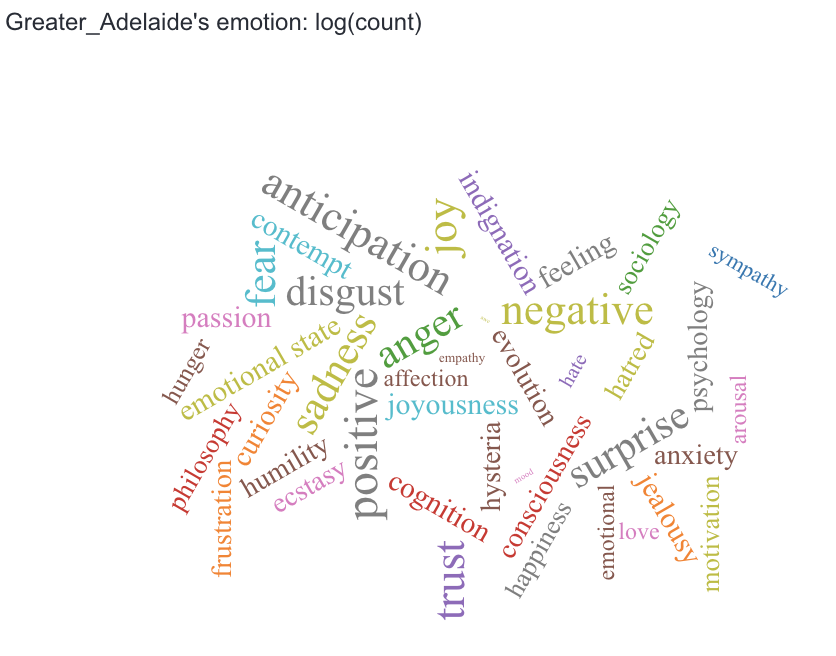 Greater_Adelaide's emotion: log(count)
anticipation
joy
indignation
contempt
feeling
sociology
sympathy
fear
disgust
negative
passion
anger
psychology
emotional state
sadness
evolution
empathy
hate
hatred
hunger
affection
joyousness
arousal
curiosity
positive
philosophy
humility
hysteria
consciousness
surprise
anxiety
ecstasy
cognition
mood
frustration
jealousy
motivation
happiness
emotional
love
trust